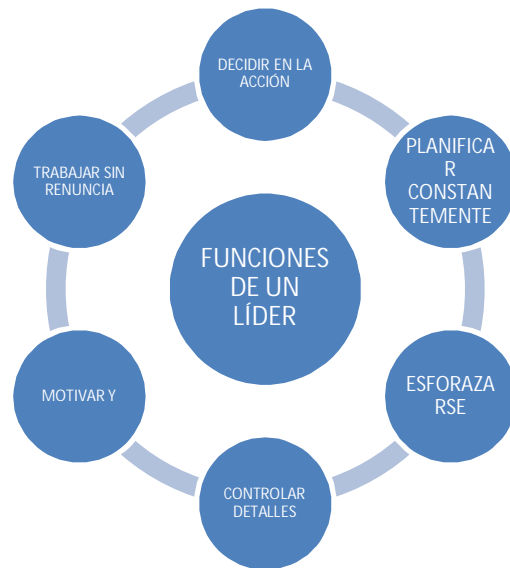 DECIDIR EN LA
ACCIÓN
PLANIFICA
R
CONSTAN
TEMENTE
ESFORAZA
RSE
CONTROLAR
DETALLES
MOTIVAR Y
TRABAJAR SIN
RENUNCIA
FUNCIONES
DE UN
LÍDER